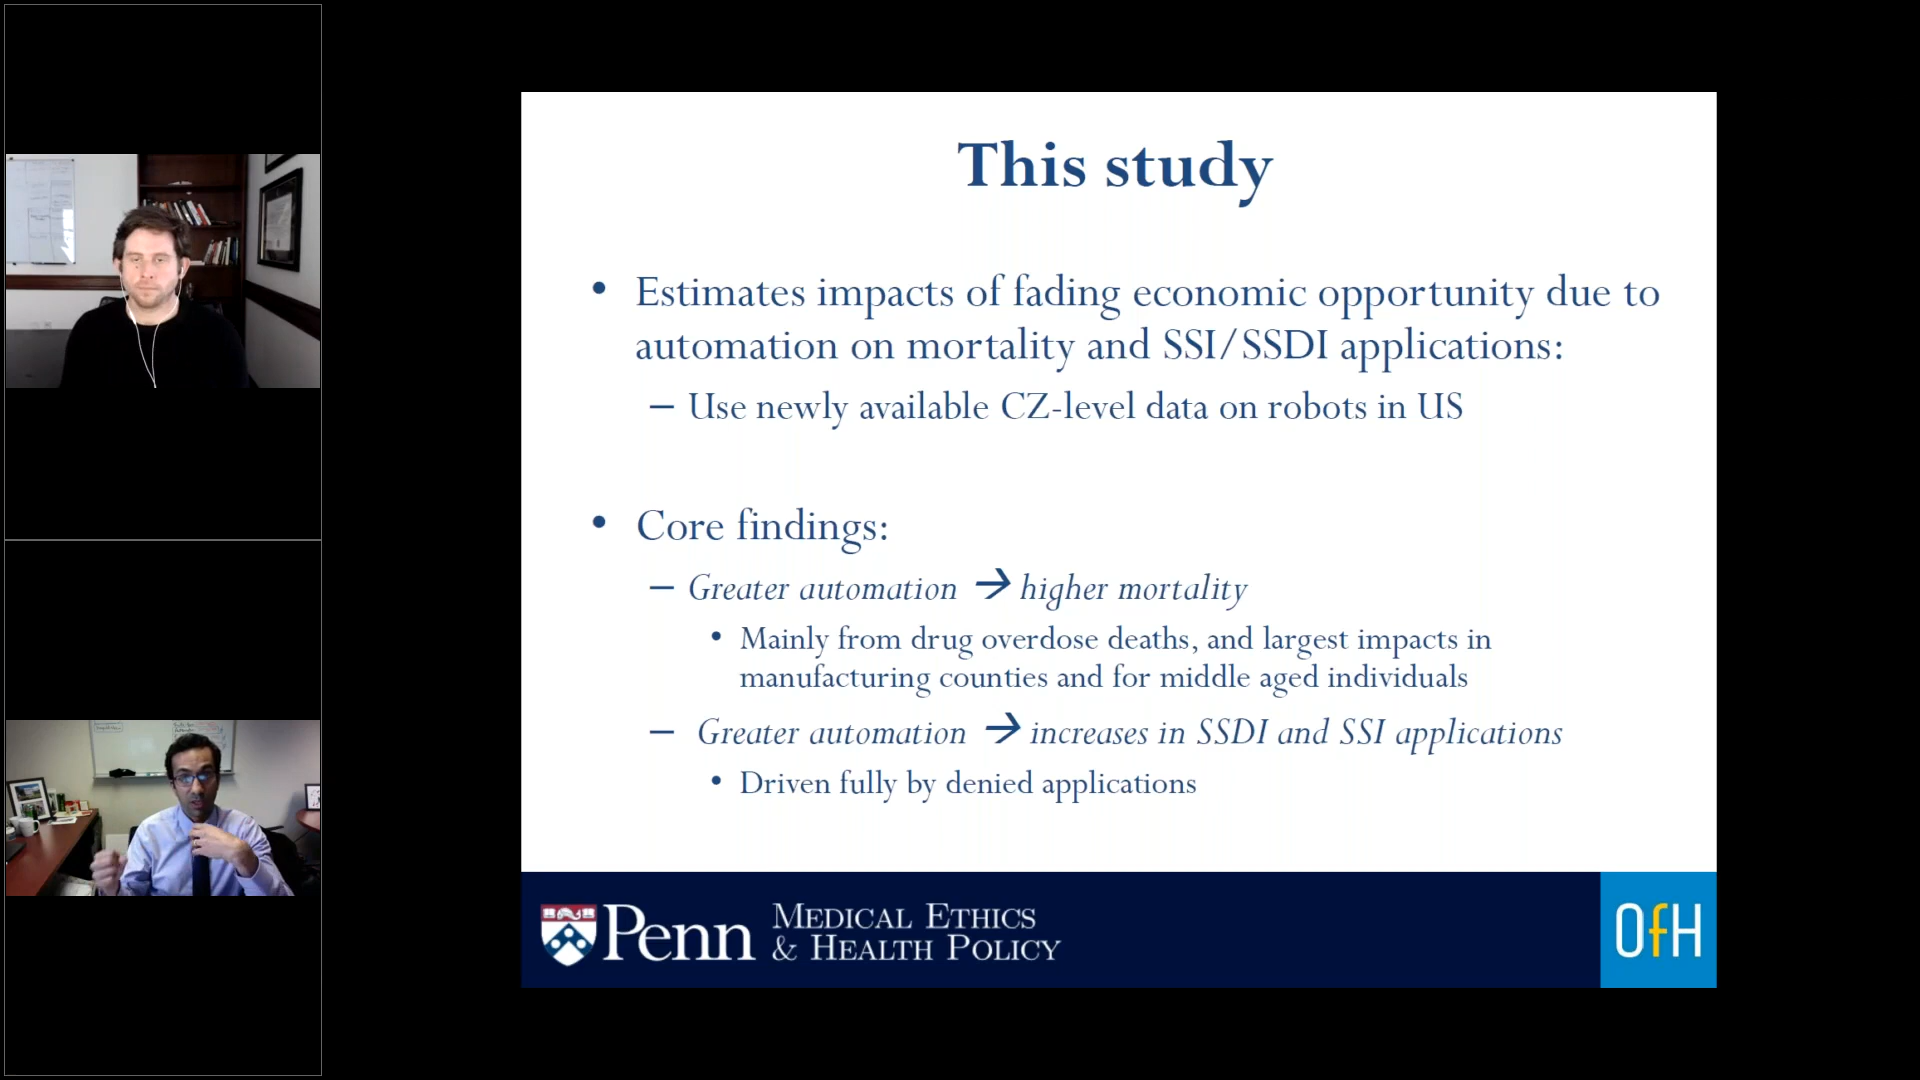 This study
• Estimates impacts of fading economic opportunity due to
automation on mortality and SSI/SSDI applications:
– Use newly available CZ-level data on robots in US
• Core findings:
– Greater automation → higher mortality
• Mainly from drug overdose deaths, and largest impacts in
manufacturing counties and for middle aged individuals
– Greater automation → increases in SSDI and SSI applications
• Driven fully by denied applications
Penn
MEDICAL ETHICS
& HEALTH POLICY
OfH